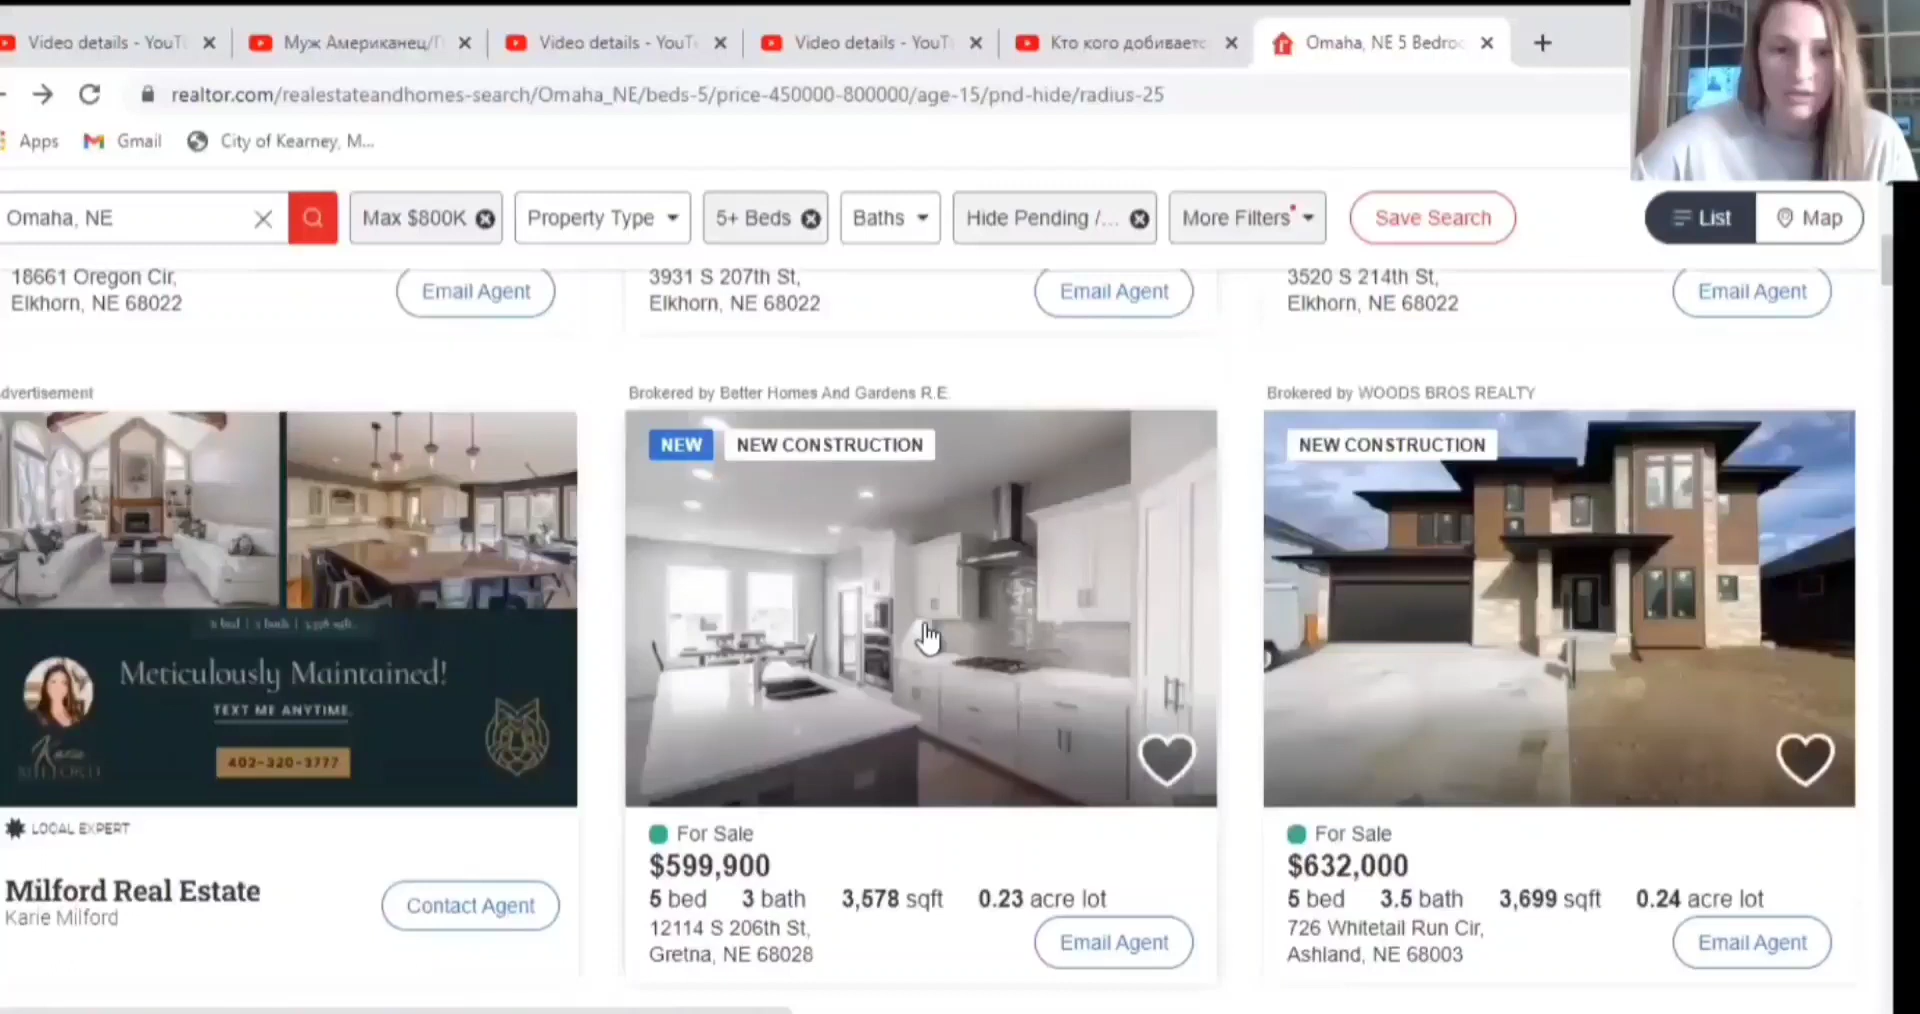 Video details - YouT
Муж Американец/Г
Video details - YouT
Video details - YouT
Кто кого добивает
Omaha, NE 5 Bedro
realtor.com/realestateandhomes-search/Omaha_NE/beds-5/price-450000-800000/age-15/pnd-hide/radius-25
Apps
Gmail
City of Kearney, M...
Omaha, NE
Max $800K
Property Type
5+ Beds
Baths
Hide Pending /...
More Filters
Save Search
List
Map
18661 Oregon Cir,
Elkhorn, NE 68022
Email Agent
3931 S 207th St,
Elkhorn, NE 68022
Email Agent
3520 S 214th St,
Elkhorn, NE 68022
Email Agent
dvertisement
Meticulously Maintained!
TEXT ME ANYTIME.
Karie
MILFORD
402-320-3777
LOCAL EXPERT
Milford Real Estate
Karie Milford
Contact Agent
Brokered by Better Homes And Gardens R.E.
NEW
NEW CONSTRUCTION
For Sale
$599,900
5 bed 3 bath 3,578 sqft 0.23 acre lot
12114 S 206th St,
Gretna, NE 68028
Email Agent
Brokered by WOODS BROS REALTY
NEW CONSTRUCTION
For Sale
$632,000
5 bed 3.5 bath 3,699 sqft 0.24 acre lot
726 Whitetail Run Cir,
Ashland, NE 68003
Email Agent